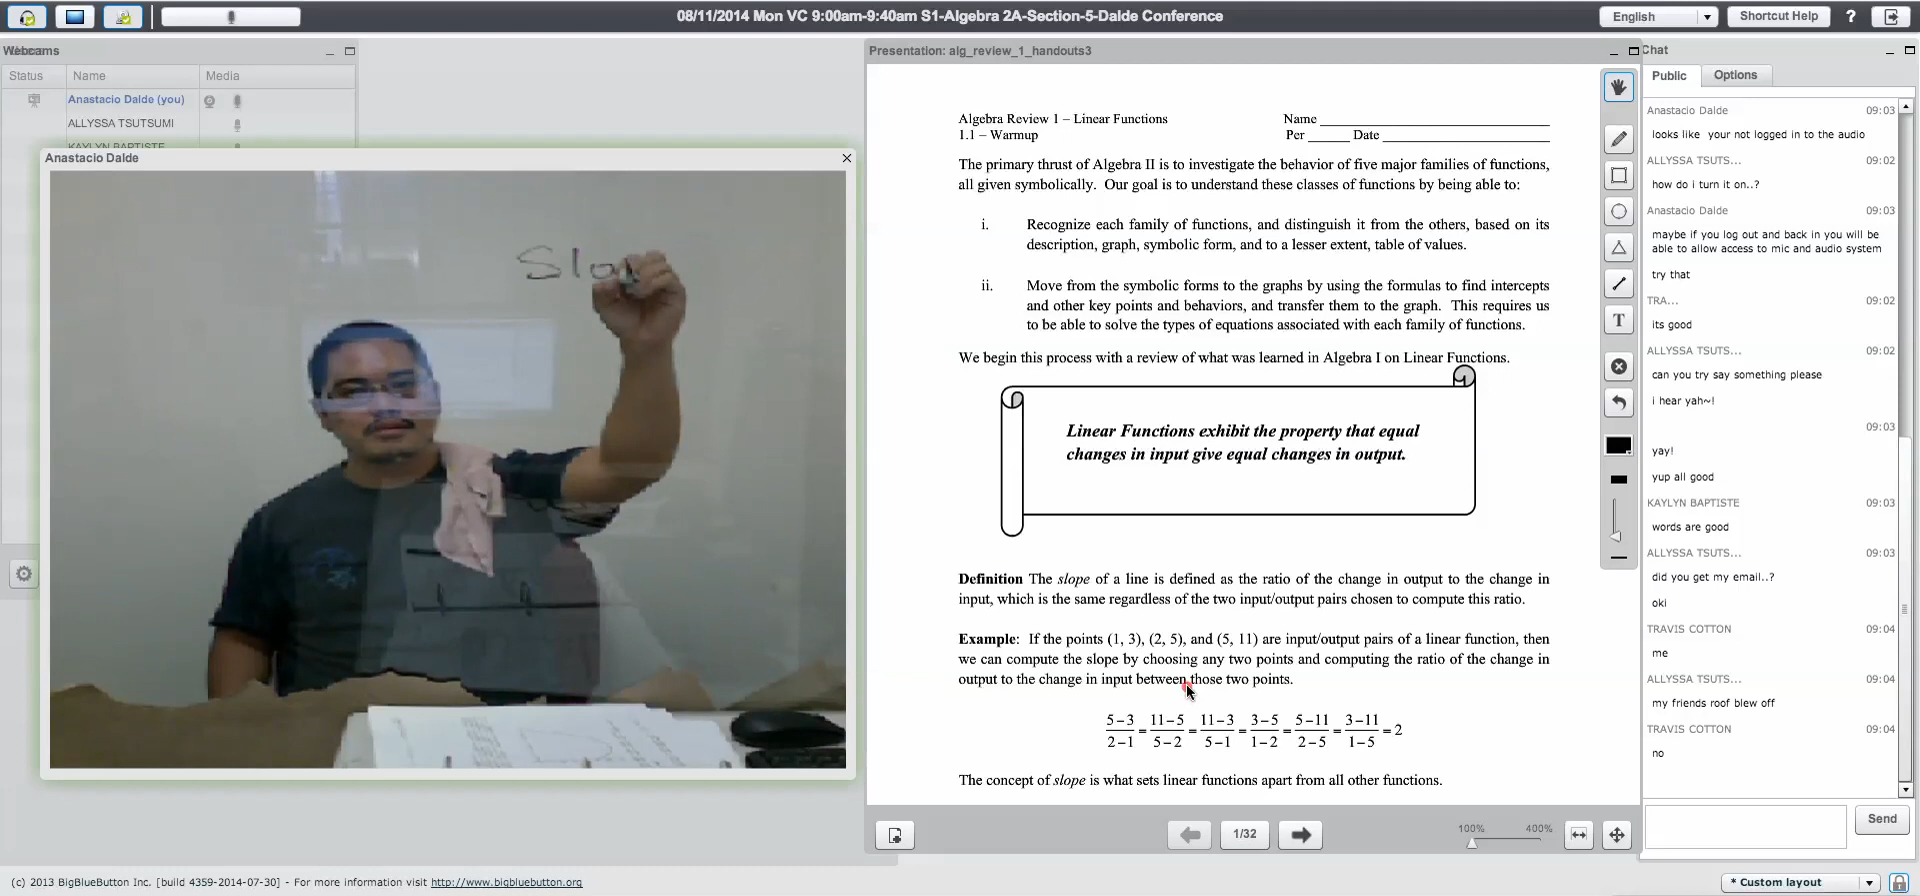 08/11/2014 Mon VC 9:00am-9:40am S1-Algebra 2A-Section-5-Dalde Conference
English
Shortcut Help
?
Webcams
Status Name Media
Anastacio Dalde (you)
ALLYSSA TSUTSUMI
KAYLYN BAPTISTE
Anastacio Dalde
Slo
Presentation: alg_review_1_handouts3
Algebra Review 1 – Linear Functions Name
1.1 – Warmup Per Date
The primary thrust of Algebra II is to investigate the behavior of five major families of functions,
all given symbolically. Our goal is to understand these classes of functions by being able to:
i. Recognize each family of functions, and distinguish it from the others, based on its
description, graph, symbolic form, and to a lesser extent, table of values.
ii. Move from the symbolic forms to the graphs by using the formulas to find intercepts
and other key points and behaviors, and transfer them to the graph. This requires us
to be able to solve the types of equations associated with each family of functions.
We begin this process with a review of what was learned in Algebra I on Linear Functions.
Linear Functions exhibit the property that equal
changes in input give equal changes in output.
Definition The slope of a line is defined as the ratio of the change in output to the change in
input, which is the same regardless of the two input/output pairs chosen to compute this ratio.
Example: If the points (1, 3), (2, 5), and (5, 11) are input/output pairs of a linear function, then
we can compute the slope by choosing any two points and computing the ratio of the change in
output to the change in input between those two points.
5–3 11–5 11–3 3–5 5–11 3–11
2–1 = 5–2 = 5–1 = 1–2 = 2–5 = 1–5 = 2
The concept of slope is what sets linear functions apart from all other functions.
T
1/32
100% 400%
Chat
Public Options
Anastacio Dalde 09:03
looks like your not logged in to the audio
ALLYSSA TSUTS... 09:02
how do i turn it on..?
Anastacio Dalde 09:03
maybe if you log out and back in you will be
able to allow access to mic and audio system
try that
TRA... 09:02
its good
ALLYSSA TSUTS... 09:02
can you try say something please
i hear yah~!
09:03
yay!
yup all good
KAYLYN BAPTISTE 09:03
words are good
ALLYSSA TSUTS... 09:03
did you get my email..?
oki
TRAVIS COTTON 09:04
me
ALLYSSA TSUTS... 09:04
my friends roof blew off
TRAVIS COTTON 09:04
no
Send
(c) 2013 BigBlueButton Inc. [build 4359-2014-07-30] - For more information visit http://www.bigbluebutton.org
* Custom layout